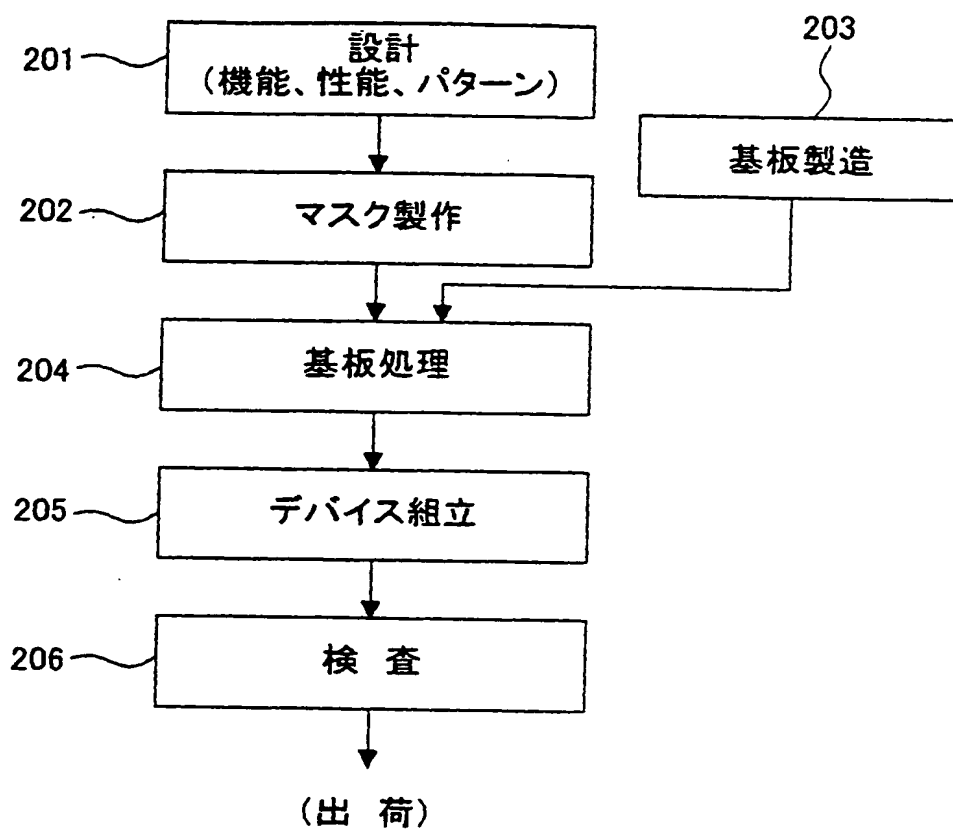 201
設計
(機能、性能、パターン)
203
基板製造
202
マスク製作
204
基板処理
205
デバイス組立
206
検 査
(出 荷)